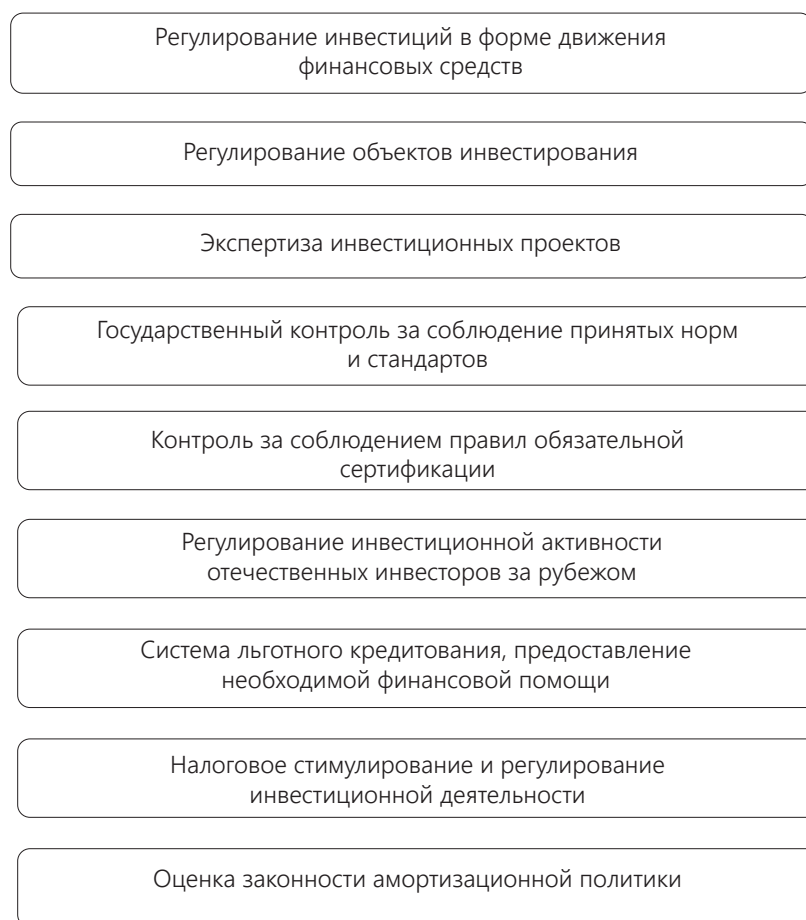 Регулирование инвестиций в форме движения
финансовых средств
Регулирование объектов инвестирования
Экспертиза инвестиционных проектов
Государственный контроль за соблюдение принятых норм
и стандартов
Контроль за соблюдением правил обязательной
сертификации
Регулирование инвестиционной активности
отечественных инвесторов за рубежом
Система льготного кредитования, предоставление
необходимой финансовой помощи
Налоговое стимулирование и регулирование
инвестиционной деятельности
Оценка законности амортизационной политики